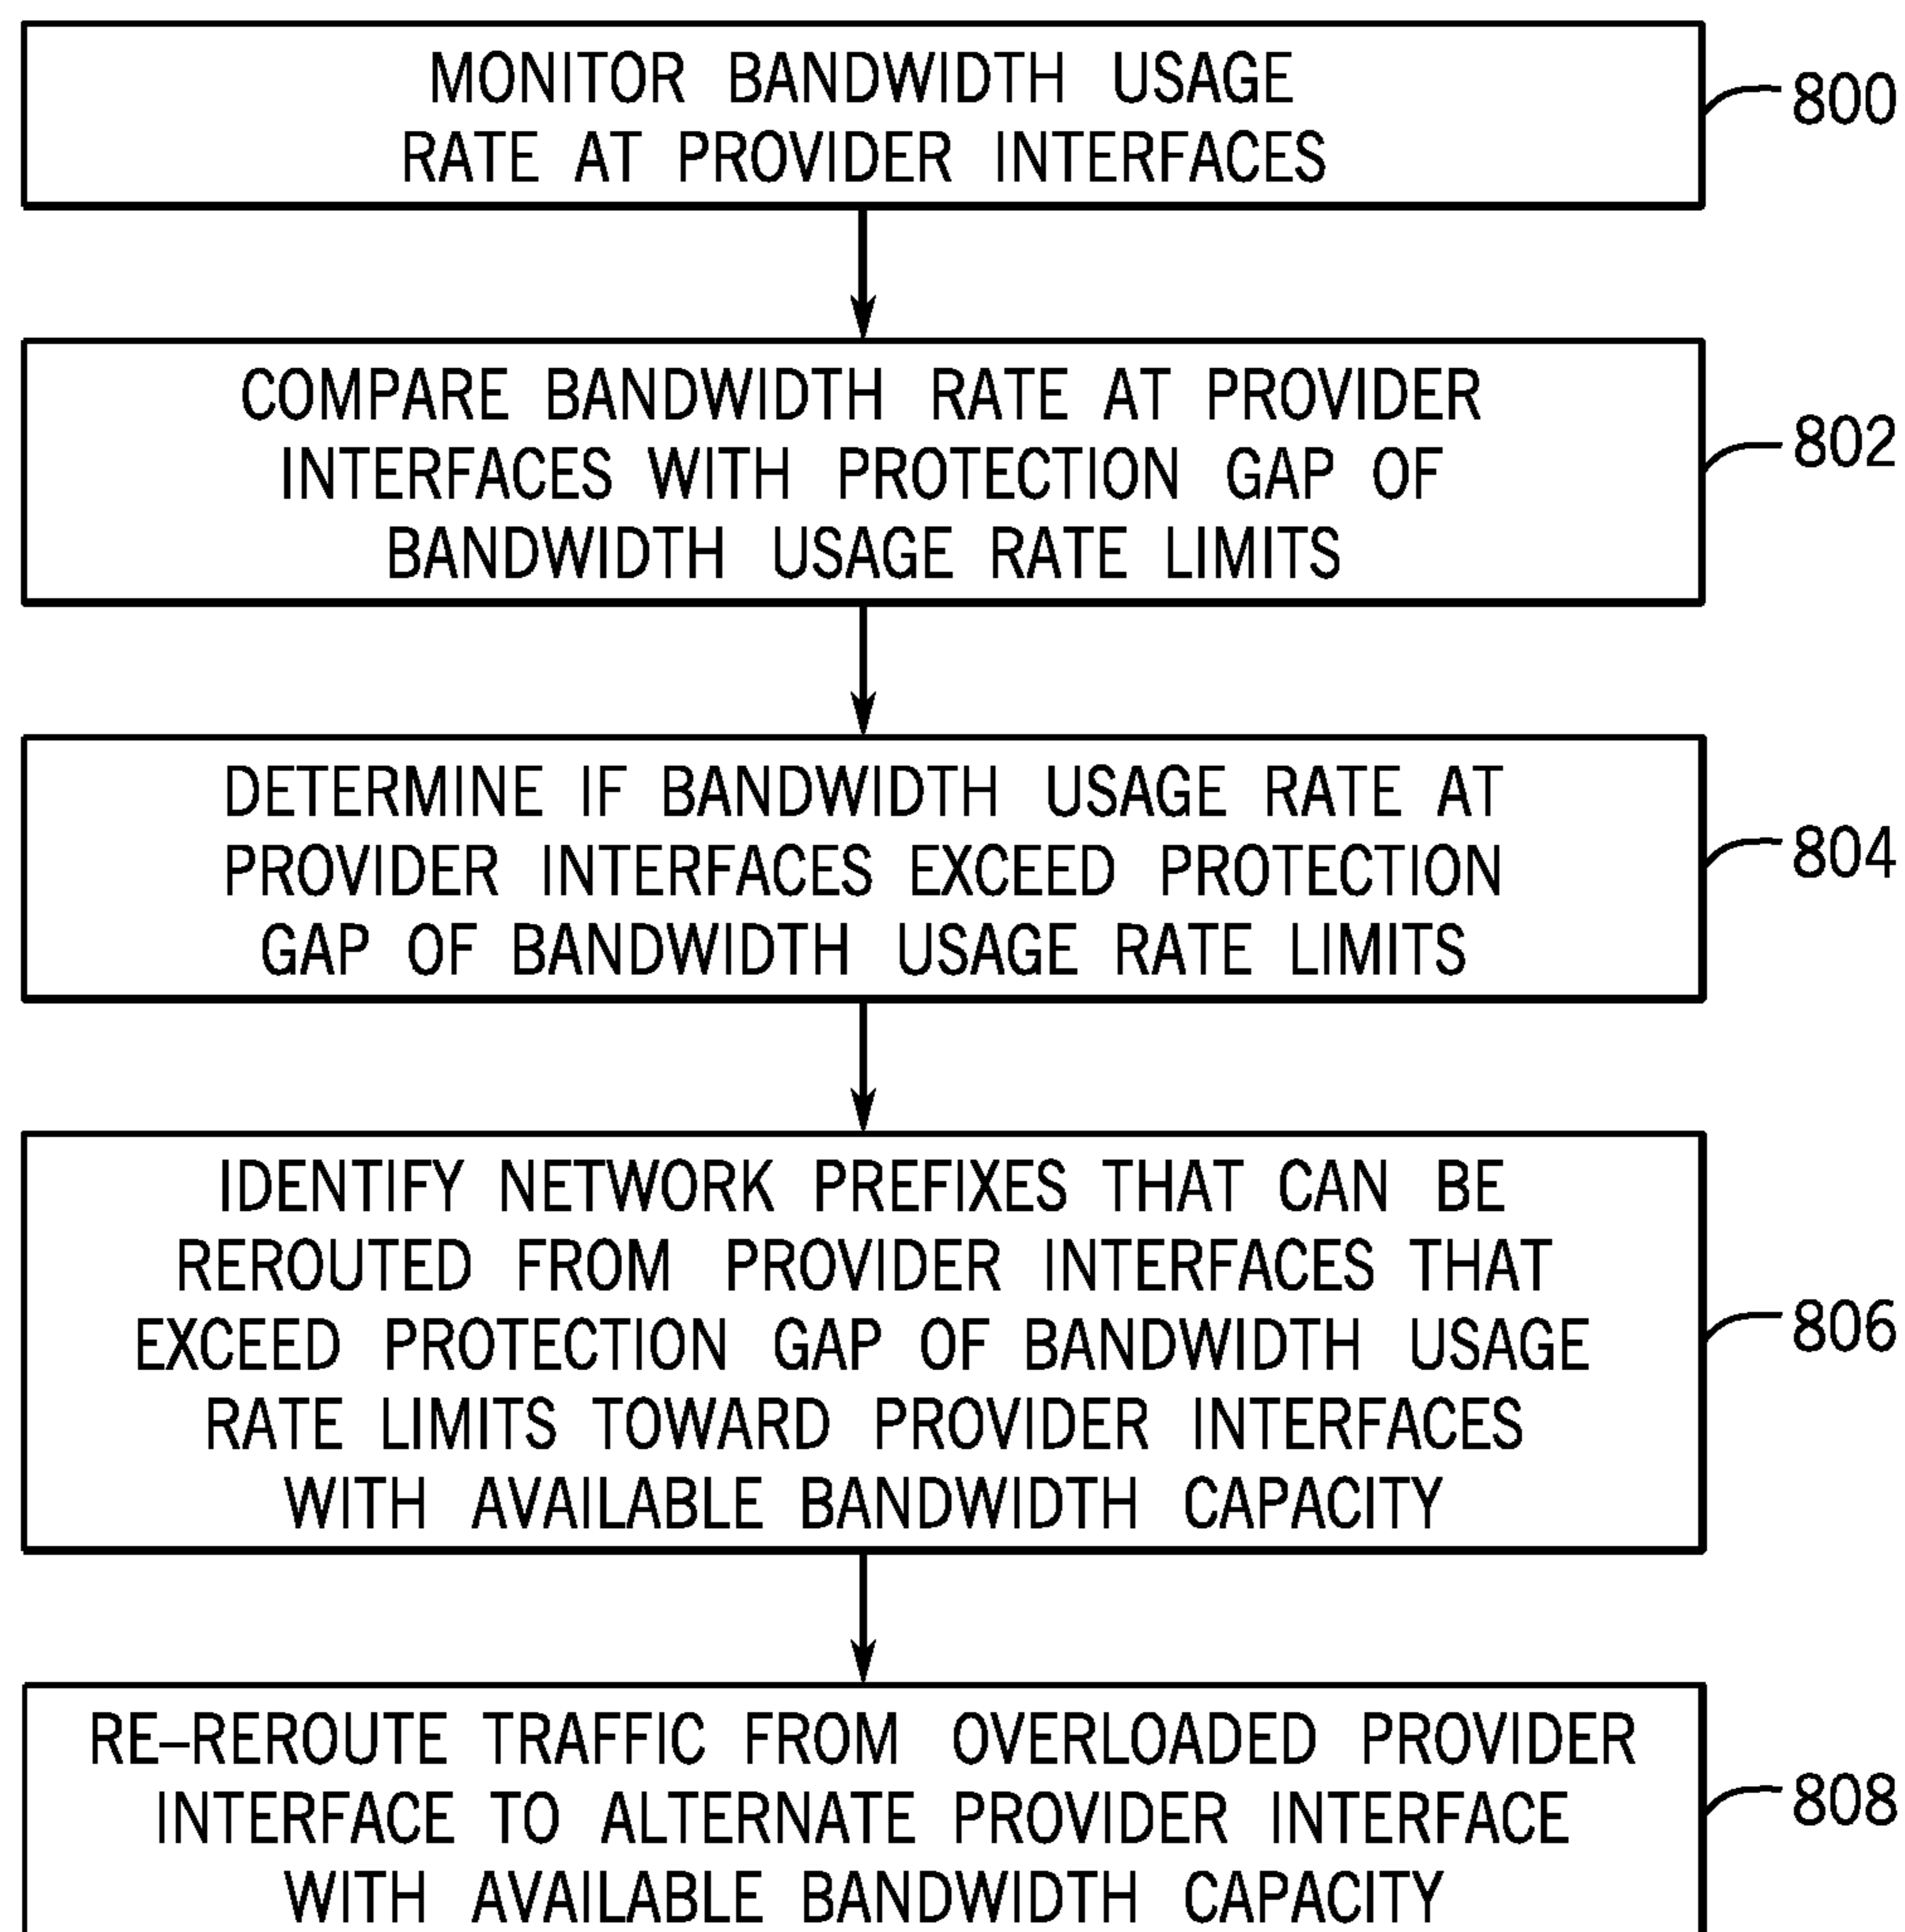 MONITOR BANDWIDTH USAGE
RATE AT PROVIDER INTERFACES
800
COMPARE BANDWIDTH RATE AT PROVIDER
INTERFACES WITH PROTECTION GAP OF
BANDWIDTH USAGE RATE LIMITS
802
DETERMINE IF BANDWIDTH USAGE RATE AT
PROVIDER INTERFACES EXCEED PROTECTION
GAP OF BANDWIDTH USAGE RATE LIMITS
804
IDENTIFY NETWORK PREFIXES THAT CAN BE
REROUTED FROM PROVIDER INTERFACES THAT
EXCEED PROTECTION GAP OF BANDWIDTH USAGE
RATE LIMITS TOWARD PROVIDER INTERFACES
WITH AVAILABLE BANDWIDTH CAPACITY
806
RE-REROUTE TRAFFIC FROM OVERLOADED PROVIDER
INTERFACE TO ALTERNATE PROVIDER INTERFACE
WITH AVAILABLE BANDWIDTH CAPACITY
808